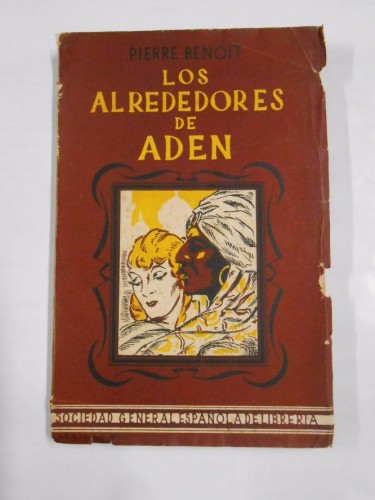 PIERRE BENOIT
LOS
ALREDEDORES
DE
ADEN
SOCIEDAD GENERAL ESPAÑOLA DE LIBRERIA